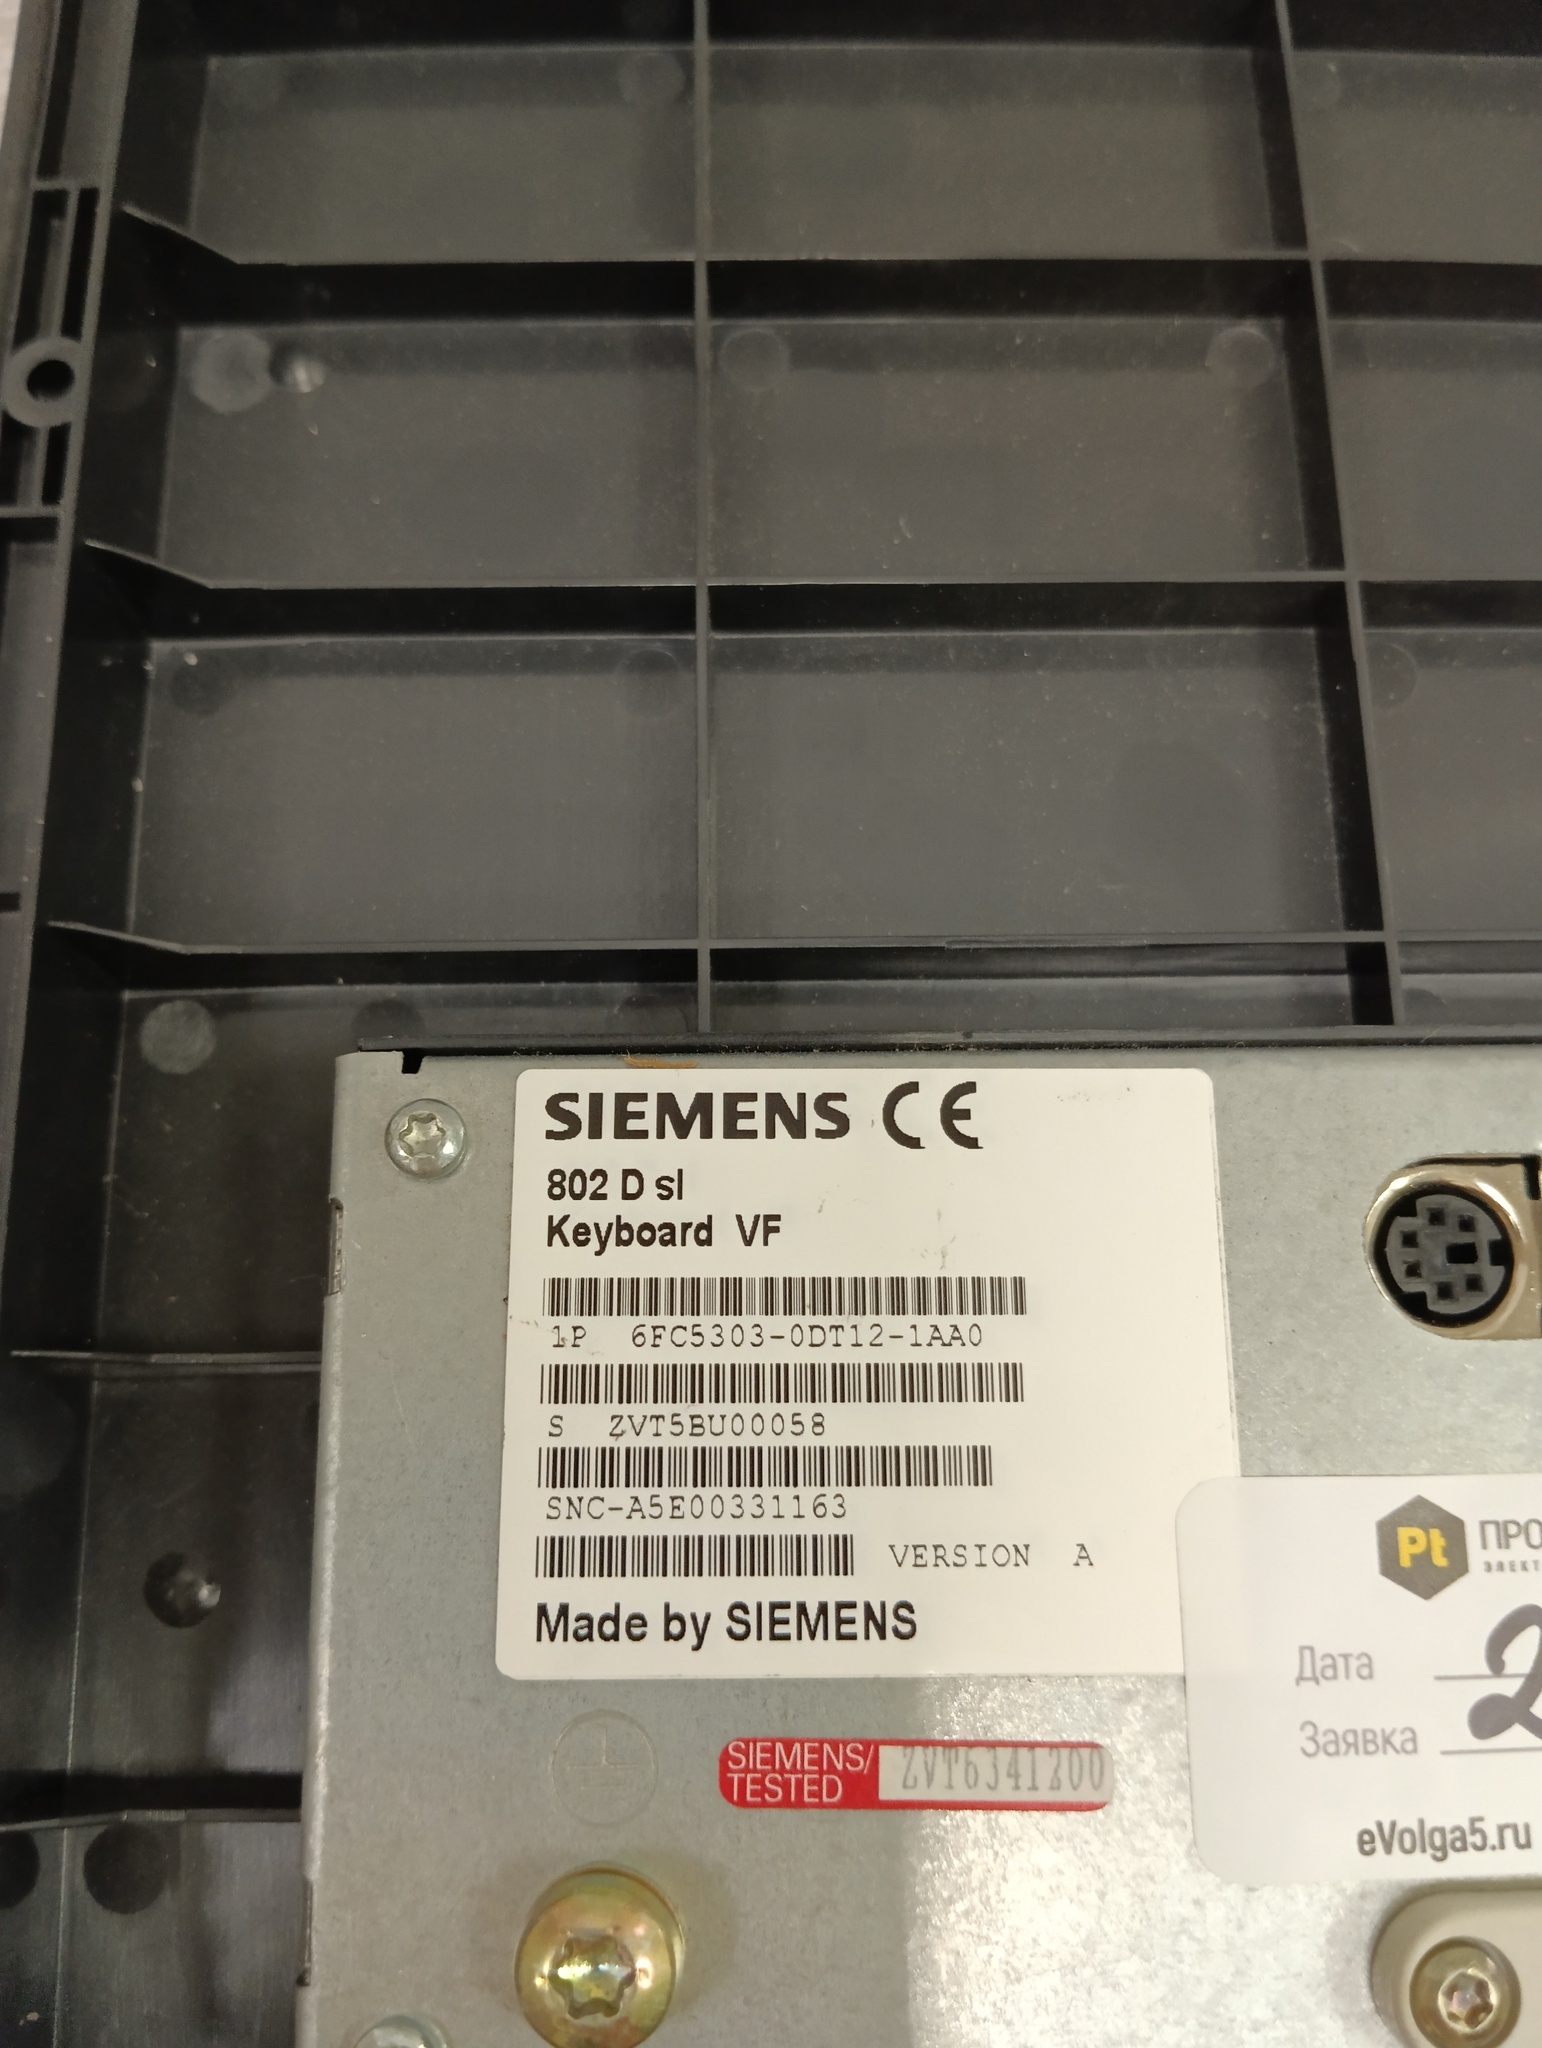 SIEMENS CE
802 D sl
Keyboard VF
1P 6FC5303-0DT12-1AA0
S ZVT5BU00058
SNC-A5E00331163
VERSION A
Made by SIEMENS
SIEMENS/
TESTED
ZVT6341200
Pt
Дата
Заявка
eVolga5.ru